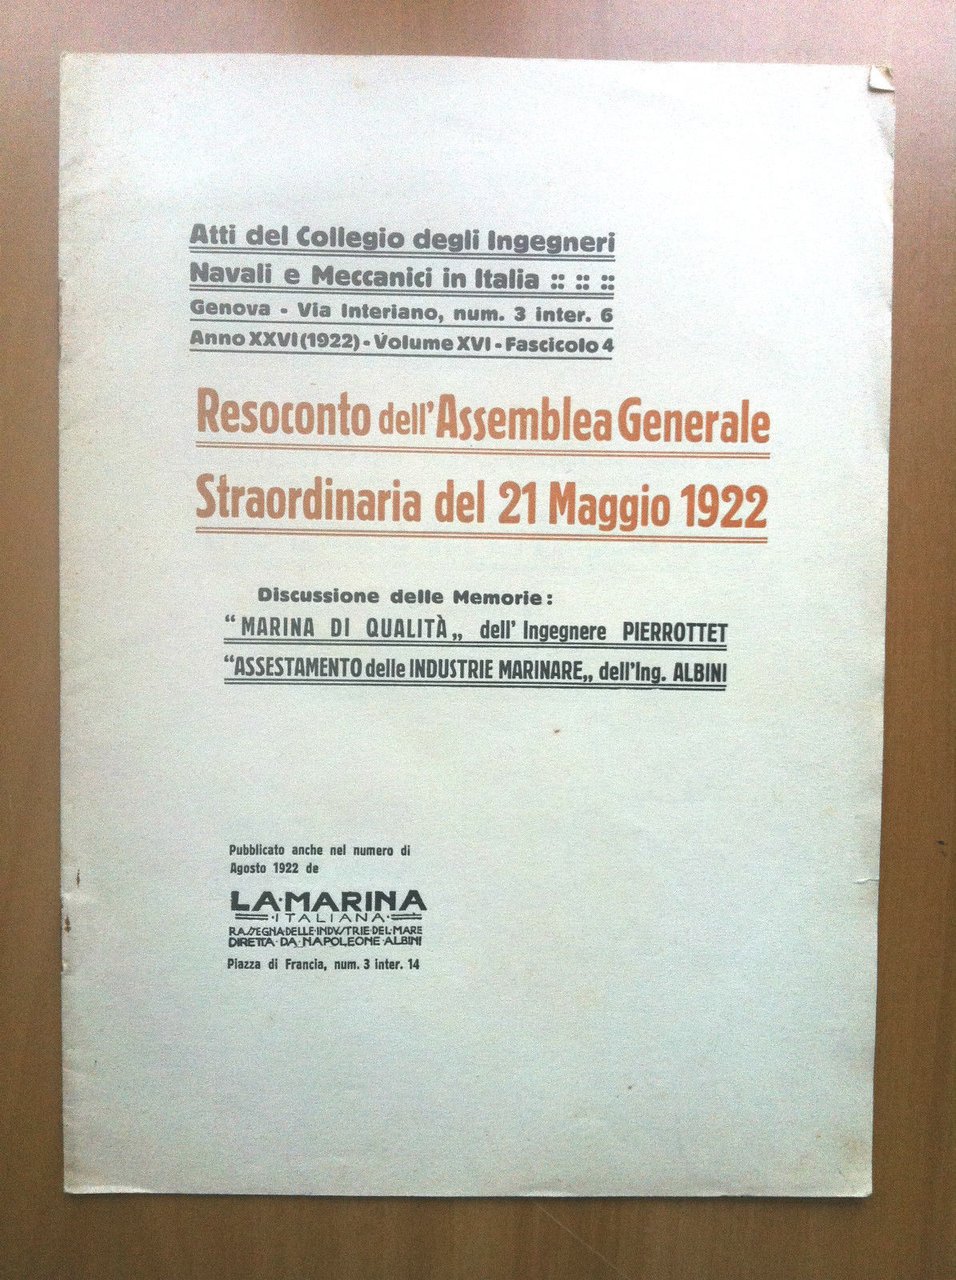 Atti del Collegio degli Ingegneri
Navali e Meccanici in Italia :: :: ::
Genova - Via Interiano, num. 3 inter. 6
Anno XXVI (1922) - Volume XVI - Fascicolo 4
Resoconto dell'Assemblea Generale
Straordinaria del 21 Maggio 1922
Discussione delle Memorie:
“MARINA DI QUALITÀ„ dell'Ingegnere PIERROTTET
“ASSESTAMENTO delle INDUSTRIE MARINARE„ dell'Ing. ALBINI
Pubblicato anche nel numero di
Agosto 1922 de
LA·MARINA
·ITALIANA·
RASSEGNA·DELLE·INDVSTRIE·DEL·MARE
DIRETTA·DA·NAPOLEONE·ALBINI
Piazza di Francia, num. 3 inter. 14